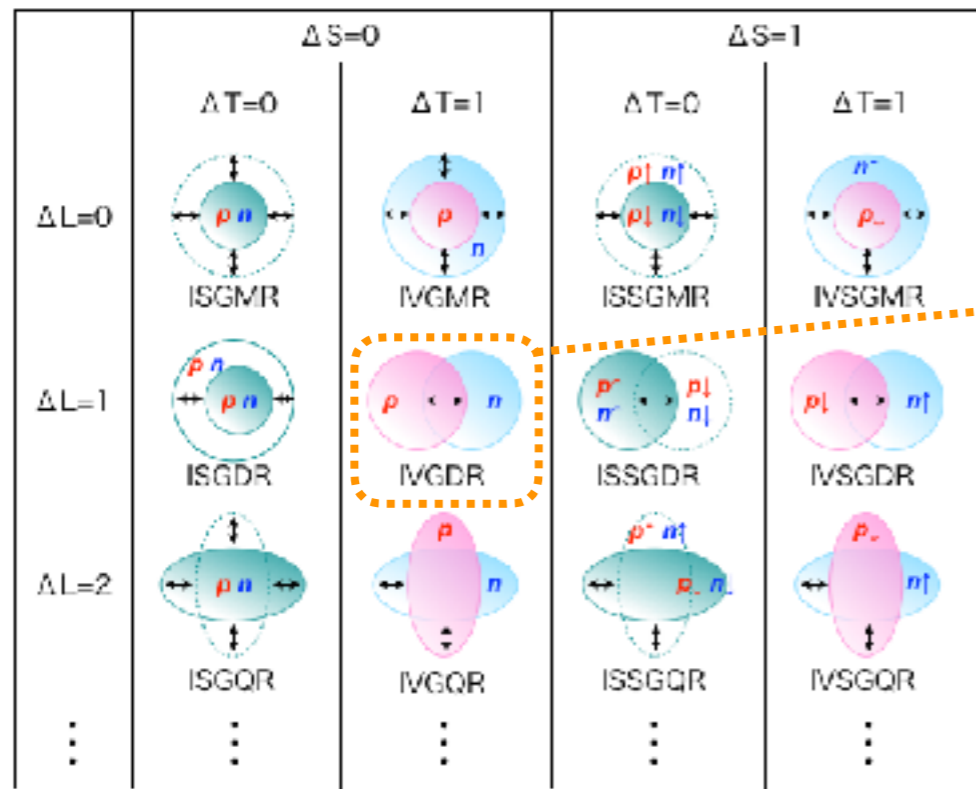 ΔS=0 ΔS=1
ΔT=0 ΔT=1 ΔT=0 ΔT=1
ΔL=0
p n
p
n
p↑ n↑
p↓ n↓
n
p
ISGMR IVGMR ISSGMR IVSGMR
ΔL=1
p n
p n
p n
p
n
p↓
n↓
p↓ n↑
ISGDR IVGDR ISSGDR IVSGDR
ΔL=2
p n
p
n
p n↑
p n
p
n↑
ISGQR IVGQR ISSGQR IVSGQR